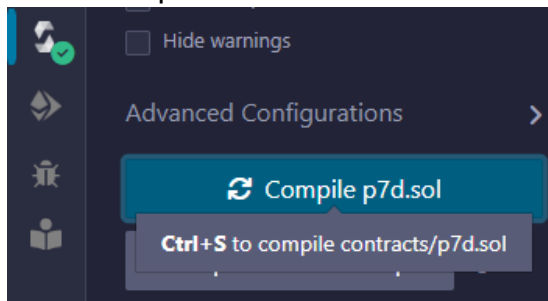 Hide warnings
Advanced Configurations
Compile p7d.sol
Ctrl+S to compile contracts/p7d.sol